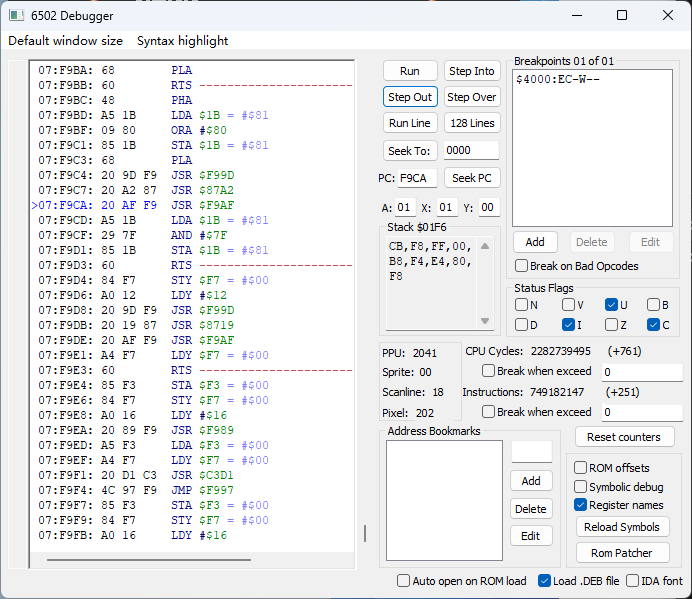 6502 Debugger
Default window size Syntax highlight
07:F9BA: 68 PLA
07:F9BB: 60 RTS -----------------------
07:F9BC: 48 PHA
07:F9BD: A5 1B LDA $1B = #$81
07:F9BF: 09 80 ORA #$80
07:F9C1: 85 1B STA $1B = #$81
07:F9C3: 68 PLA
07:F9C4: 20 9D F9 JSR $F99D
07:F9C7: 20 A2 87 JSR $87A2
>07:F9CA: 20 AF F9 JSR $F9AF
07:F9CD: A5 1B LDA $1B = #$81
07:F9CF: 29 7F AND #$7F
07:F9D1: 85 1B STA $1B = #$81
07:F9D3: 60 RTS -----------------------
07:F9D4: 84 F7 STY $F7 = #$00
07:F9D6: A0 12 LDY #$12
07:F9D8: 20 9D F9 JSR $F99D
07:F9DB: 20 19 87 JSR $8719
07:F9DE: 20 AF F9 JSR $F9AF
07:F9E1: A4 F7 LDY $F7 = #$00
07:F9E3: 60 RTS -----------------------
07:F9E4: 85 F3 STA $F3 = #$00
07:F9E6: 84 F7 STY $F7 = #$00
07:F9E8: A0 16 LDY #$16
07:F9EA: 20 89 F9 JSR $F989
07:F9ED: A5 F3 LDA $F3 = #$00
07:F9EF: A4 F7 LDY $F7 = #$00
07:F9F1: 20 D1 C3 JSR $C3D1
07:F9F4: 4C 97 F9 JMP $F997
07:F9F7: 85 F3 STA $F3 = #$00
07:F9F9: 84 F7 STY $F7 = #$00
07:F9FB: A0 16 LDY #$16
Run Step Into
Step Out Step Over
Run Line 128 Lines
Seek To: 0000
PC: F9CA Seek PC
A: 01 X: 01 Y: 00
Stack $01F6
CB,F8,FF,00,
B8,F4,E4,80,
F8
Breakpoints 01 of 01
$4000:EC-W--
Add Delete Edit
Break on Bad Opcodes
Status Flags
N V U B
D I Z C
PPU: 2041
Sprite: 00
Scanline: 18
Pixel: 202
CPU Cycles: 2282739495 (+761)
Break when exceed 0
Instructions: 749182147 (+251)
Break when exceed 0
Address Bookmarks
Add
Delete
Edit
Reset counters
ROM offsets
Symbolic debug
Register names
Reload Symbols
Rom Patcher
Auto open on ROM load Load .DEB file IDA font